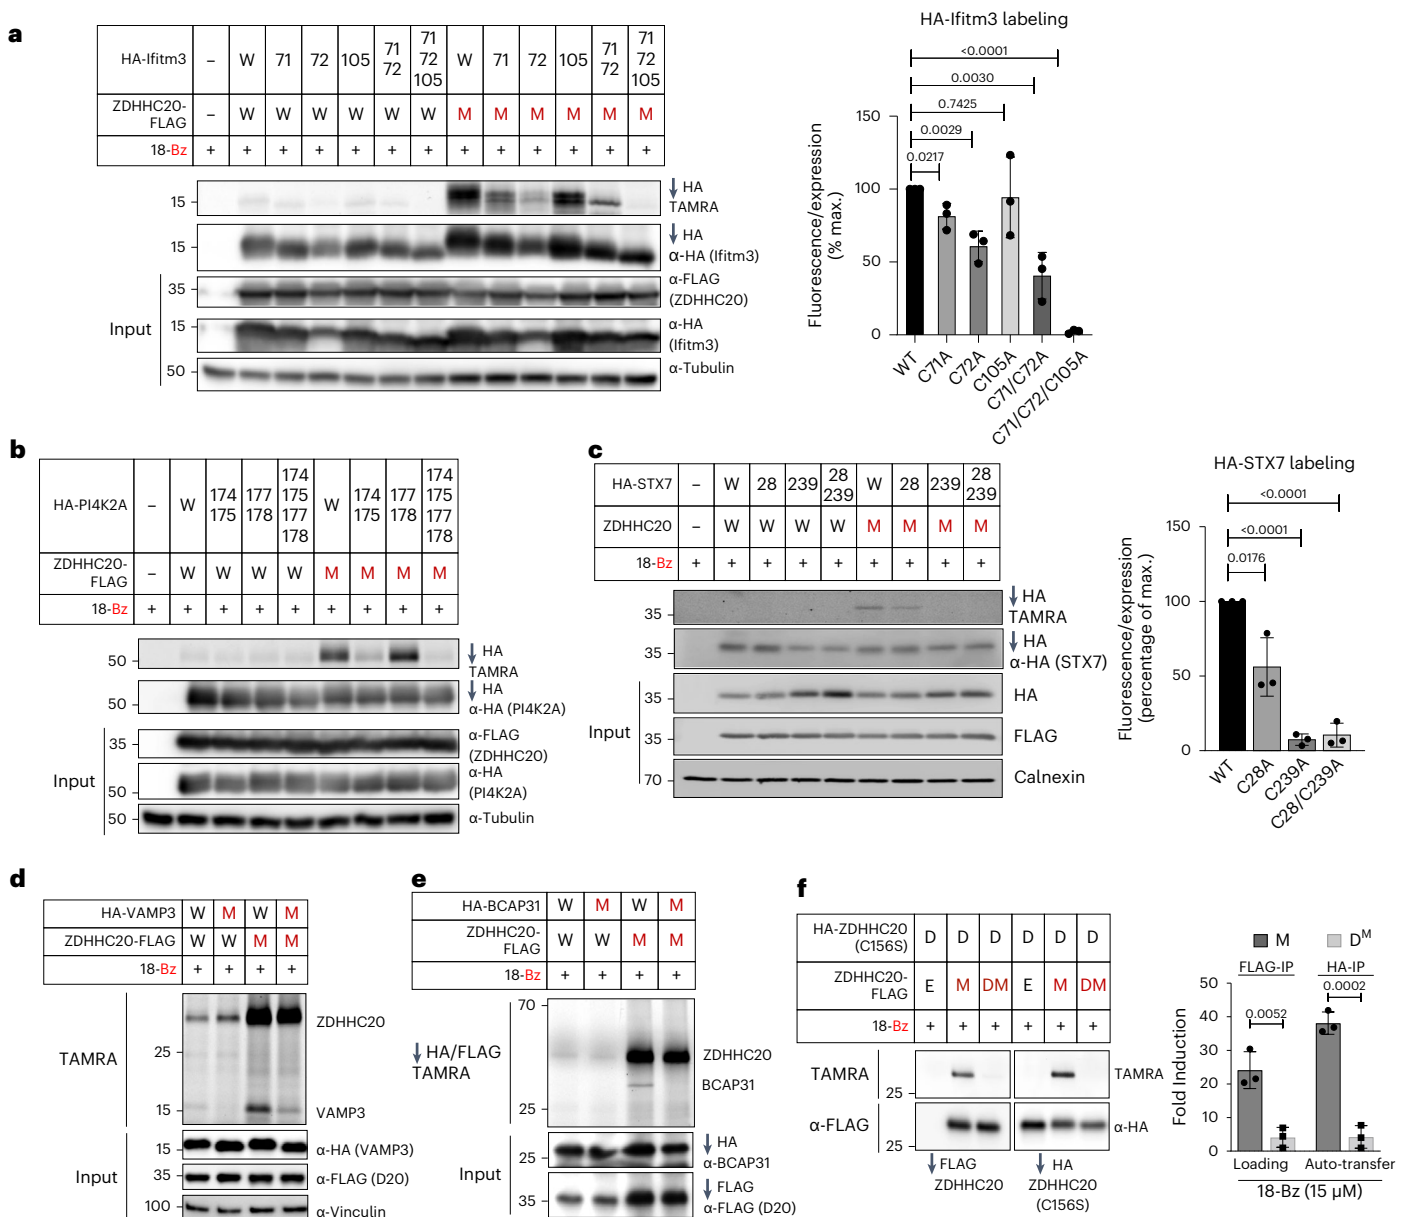 a
HA-Ifitm3 – W 71 72 105 71 72 71 72 105 W 71 72 105 71 72 71 72 105
ZDHHC20-FLAG – W W W W W W M M M M M M
18-Bz + + + + + + + + + + + + +
15
↓ HA
TAMRA
15
↓ HA
α-HA (Ifitm3)
Input
35
α-FLAG
(ZDHHC20)
15
α-HA
(Ifitm3)
50
α-Tubulin
HA-Ifitm3 labeling
<0.0001
0.0030
0.7425
0.0029
0.0217
Fluorescence/expression
(% max.)
150
100
50
0
WT
C71A
C72A
C105A
C71/C72A
C71/C72/C105A
b
HA-PI4K2A – W 174 175 177 178 174 175 177 178 W 174 175 177 178 174 175 177 178
ZDHHC20-FLAG – W W W W M M M M
18-Bz + + + + + + + + +
50
↓ HA
TAMRA
50
↓ HA
α-HA (PI4K2A)
Input
35
α-FLAG
(ZDHHC20)
50
α-HA
(PI4K2A)
50
α-Tubulin
c
HA-STX7 – W 28 239 28 239 W 28 239 28 239
ZDHHC20 – W W W W M M M M
18-Bz + + + + + + + + +
35
↓ HA
TAMRA
35
↓ HA
α-HA (STX7)
Input
35
HA
35
FLAG
70
Calnexin
HA-STX7 labeling
<0.0001
<0.0001
0.0176
Fluorescence/expression
(percentage of max.)
150
100
50
0
WT
C28A
C239A
C28/C239A
d
HA-VAMP3 W M W M
ZDHHC20-FLAG W W M M
18-Bz + + + +
TAMRA
ZDHHC20
25
15
VAMP3
Input
15
α-HA (VAMP3)
35
α-FLAG (D20)
100
α-Vinculin
e
HA-BCAP31 W M W M
ZDHHC20-FLAG W W M M
18-Bz + + + +
70
↓ HA/FLAG
TAMRA
ZDHHC20
BCAP31
25
Input
25
↓ HA
α-BCAP31
35
↓ FLAG
α-FLAG (D20)
f
HA-ZDHHC20 (C156S) D D D D D D
ZDHHC20-FLAG E M DM E M DM
18-Bz + + + + + +
TAMRA
25
TAMRA
α-FLAG
25
α-HA
↓ FLAG
ZDHHC20
↓ HA
ZDHHC20
(C156S)
M
Dᴹ
FLAG-IP
HA-IP
0.0052
0.0002
Fold Induction
50
40
30
20
10
0
Loading
Auto-transfer
18-Bz (15 µM)